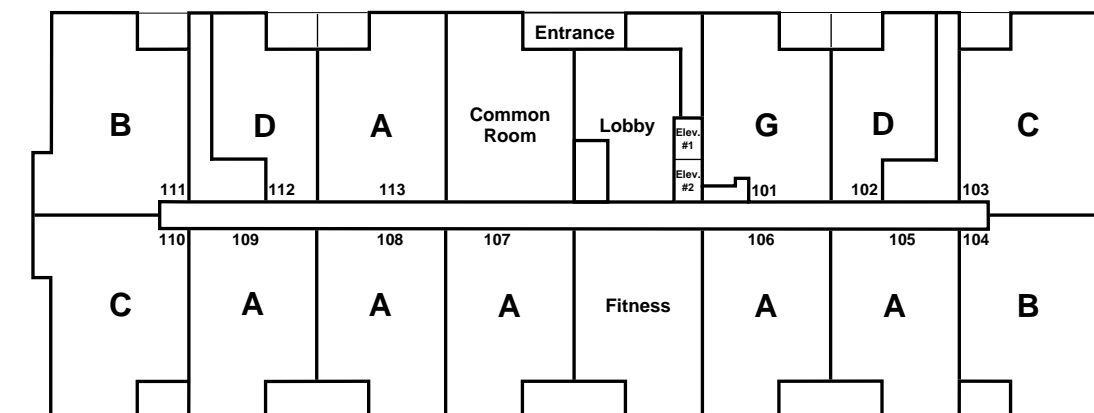 Entrance
B
D
A
Common
Room
Lobby
Elev.
#1
Elev.
#2
G
D
C
111
112
113
101
102
103
110
109
108
107
106
105
104
C
A
A
A
Fitness
A
A
B